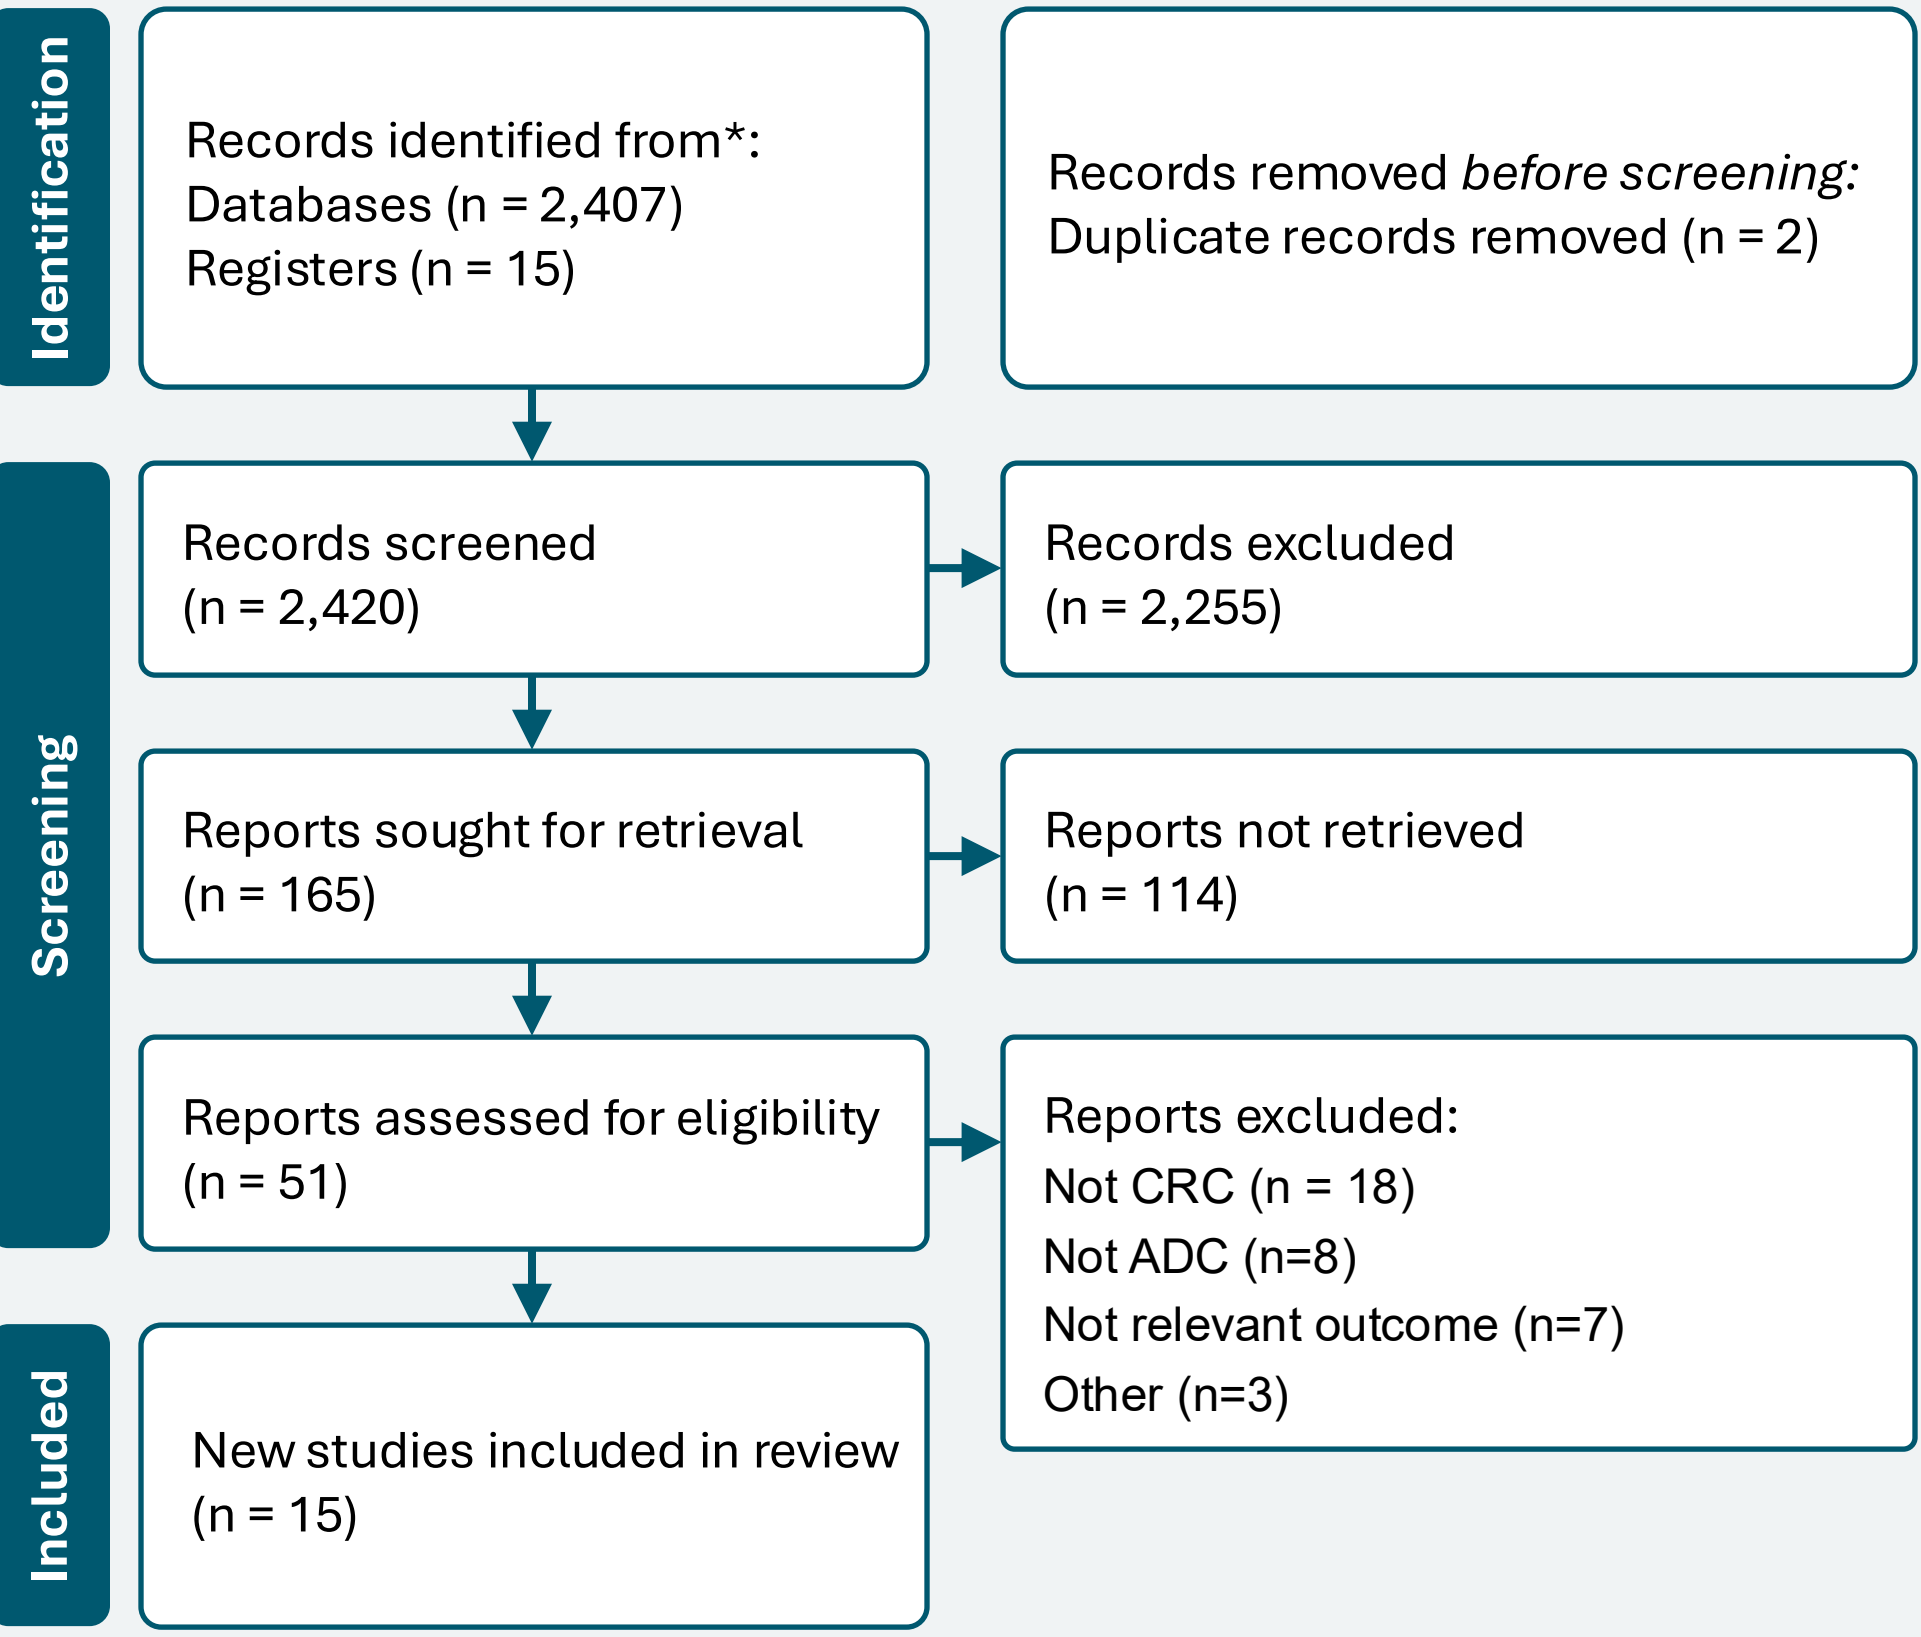 Identification
Records identified from*:
Databases (n = 2,407)
Registers (n = 15)
Records removed before screening:
Duplicate records removed (n = 2)
Screening
Records screened
(n = 2,420)
Records excluded
(n = 2,255)
Reports sought for retrieval
(n = 165)
Reports not retrieved
(n = 114)
Reports assessed for eligibility
(n = 51)
Reports excluded:
Not CRC (n = 18)
Not ADC (n=8)
Not relevant outcome (n=7)
Other (n=3)
Included
New studies included in review
(n = 15)